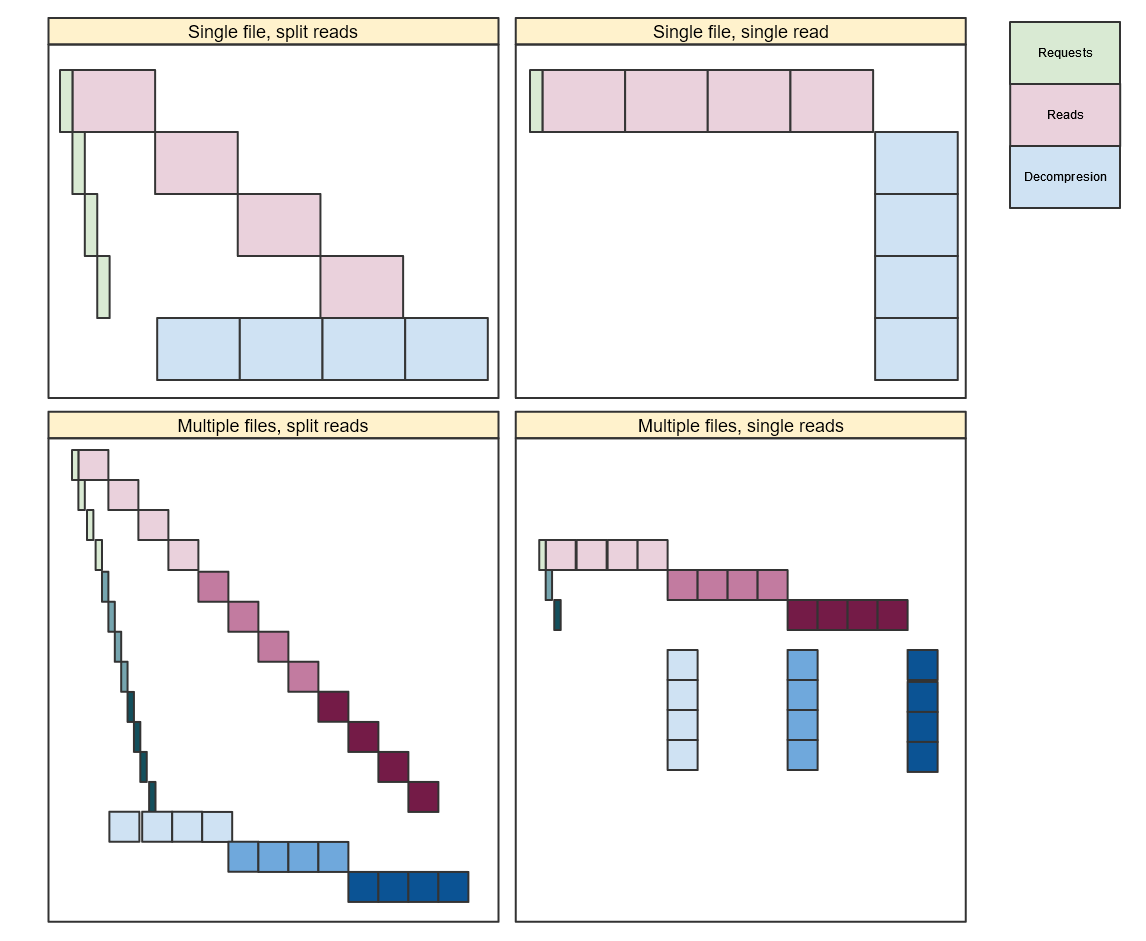 Single file, split reads
Single file, single read
Requests
Reads
Decompresion
Multiple files, split reads
Multiple files, single reads